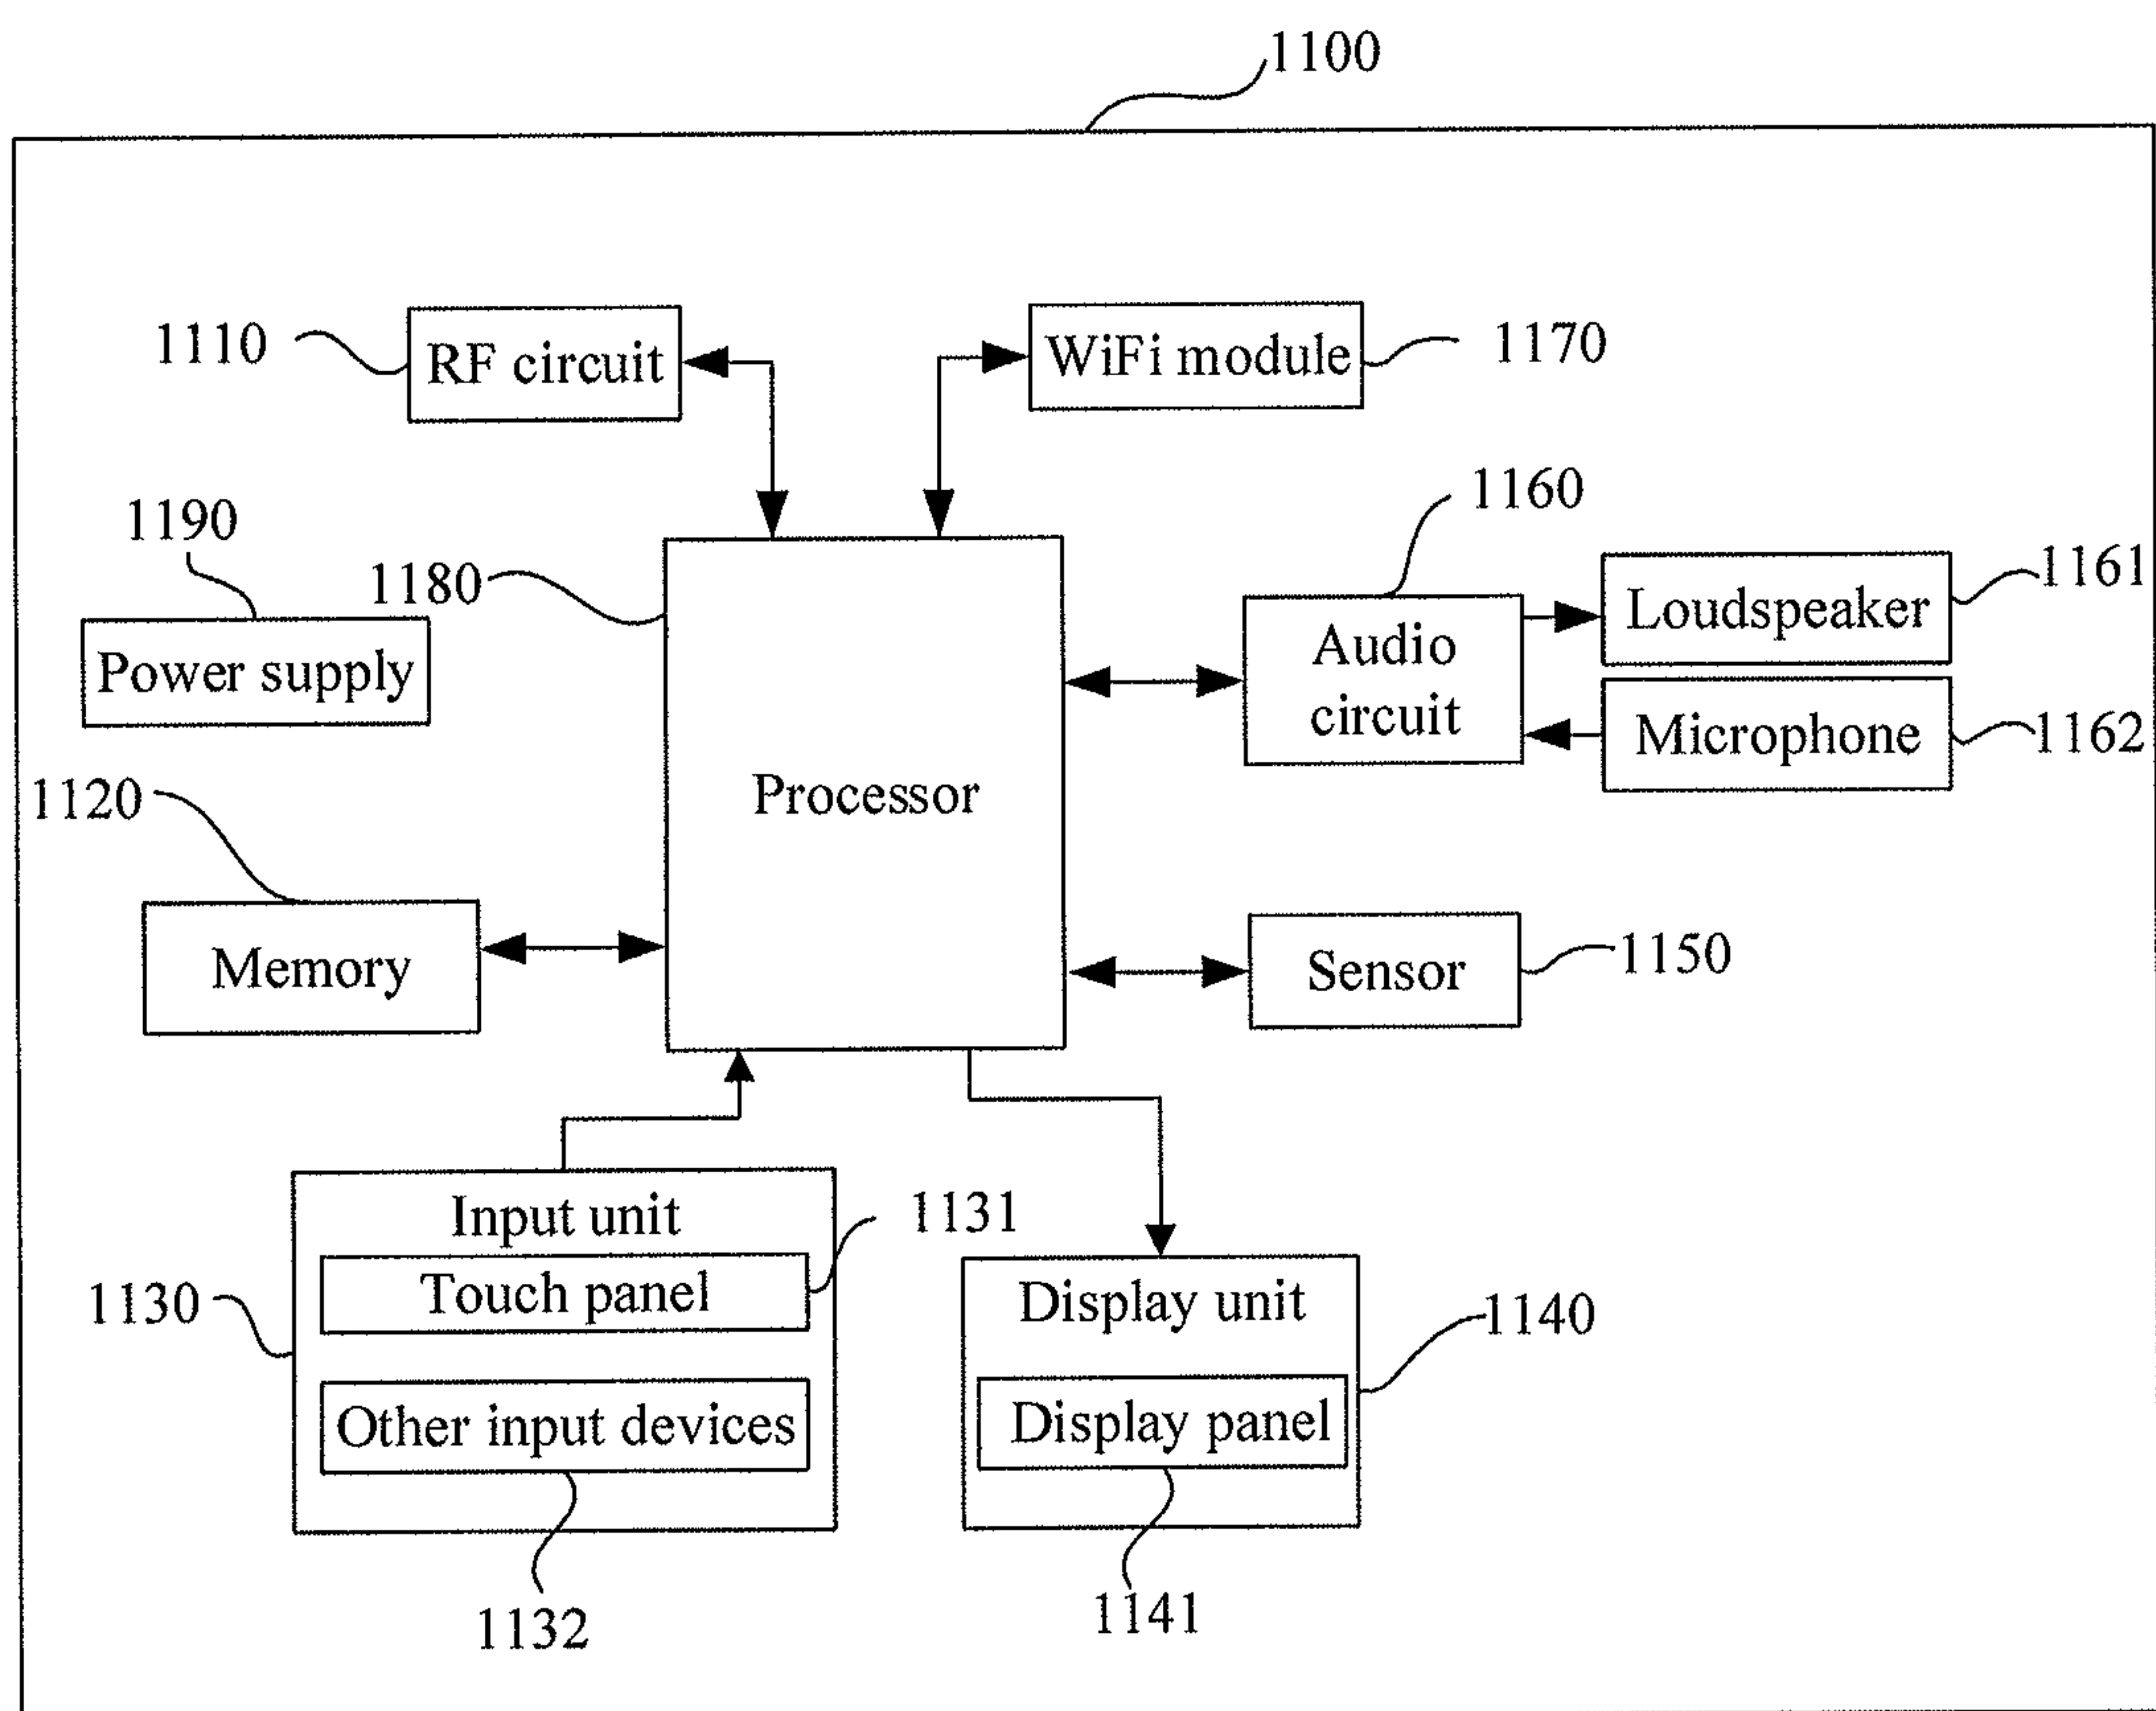 1100
1110
RF circuit
WiFi module
1170
1190
1180
1160
1161
Power supply
Audio
circuit
Loudspeaker
Microphone
1162
1120
Processor
Memory
Sensor
1150
Input unit
1131
Touch panel
1130
Other input devices
1132
Display unit
1140
Display panel
1141